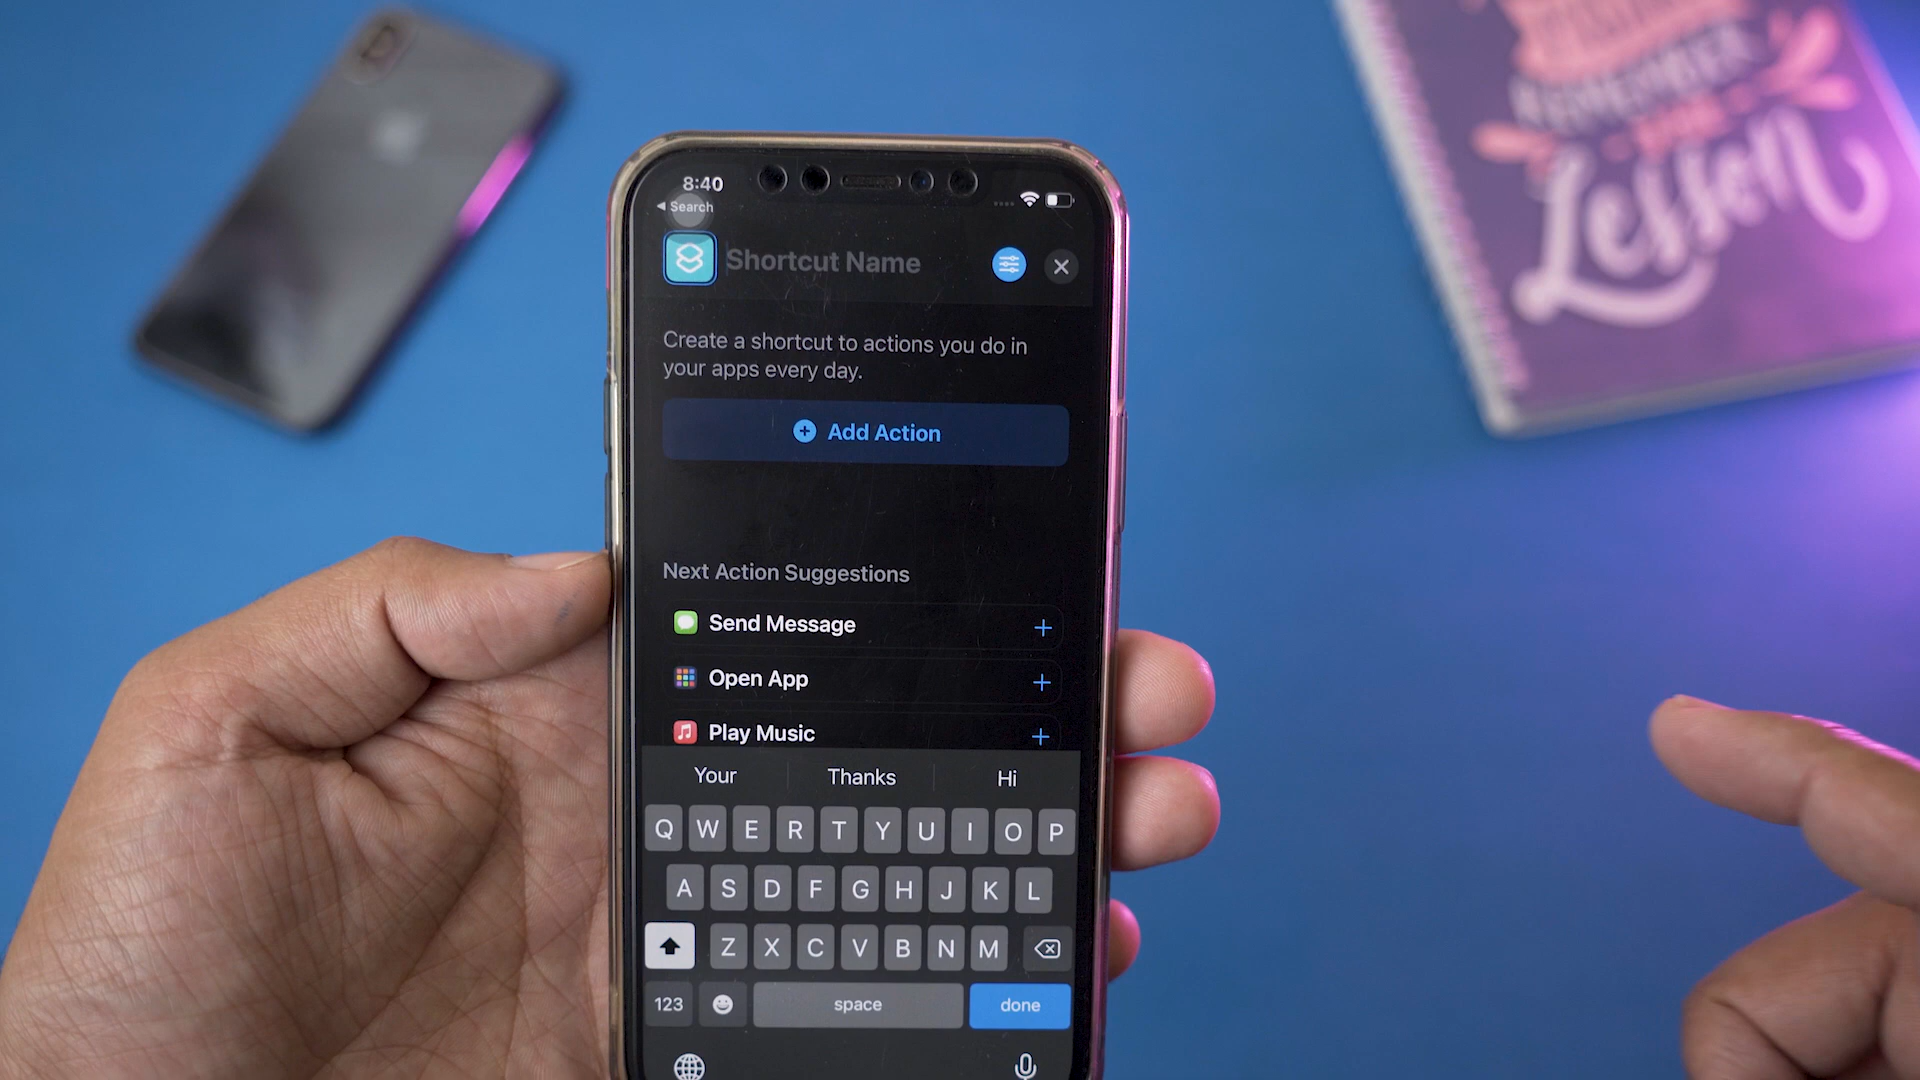 8:40
◀ Search
Shortcut Name
Create a shortcut to actions you do in
your apps every day.
Add Action
Next Action Suggestions
Send Message
Open App
Play Music
Your Thanks Hi
Q W E R T Y U I O P
A S D F G H J K L
Z X C V B N M
123 space done
REMEMBER
Lesson